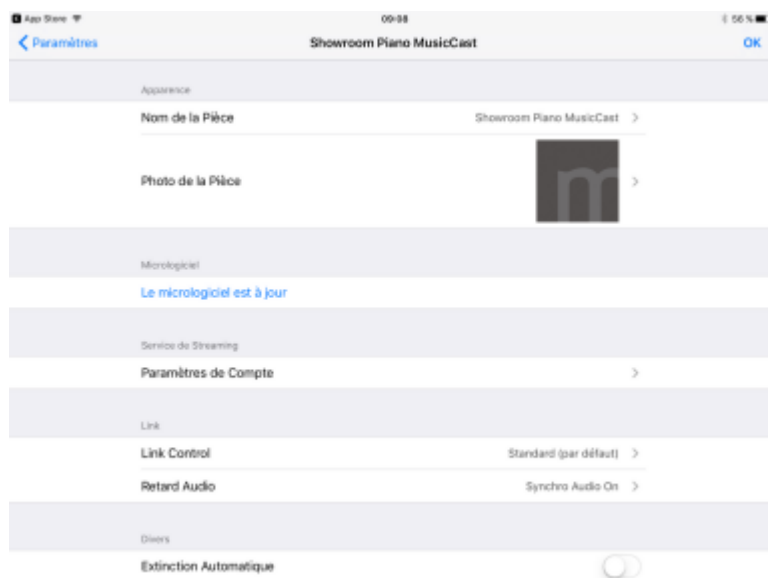 App Store 09:08 56 %
Paramètres Showroom Piano MusicCast OK
Apparence
Nom de la Pièce Showroom Piano MusicCast
Photo de la Pièce m
Micrologiciel
Le micrologiciel est à jour
Service de Streaming
Paramètres de Compte
Link
Link Control Standard (par défaut)
Retard Audio Synchro Audio On
Divers
Extinction Automatique